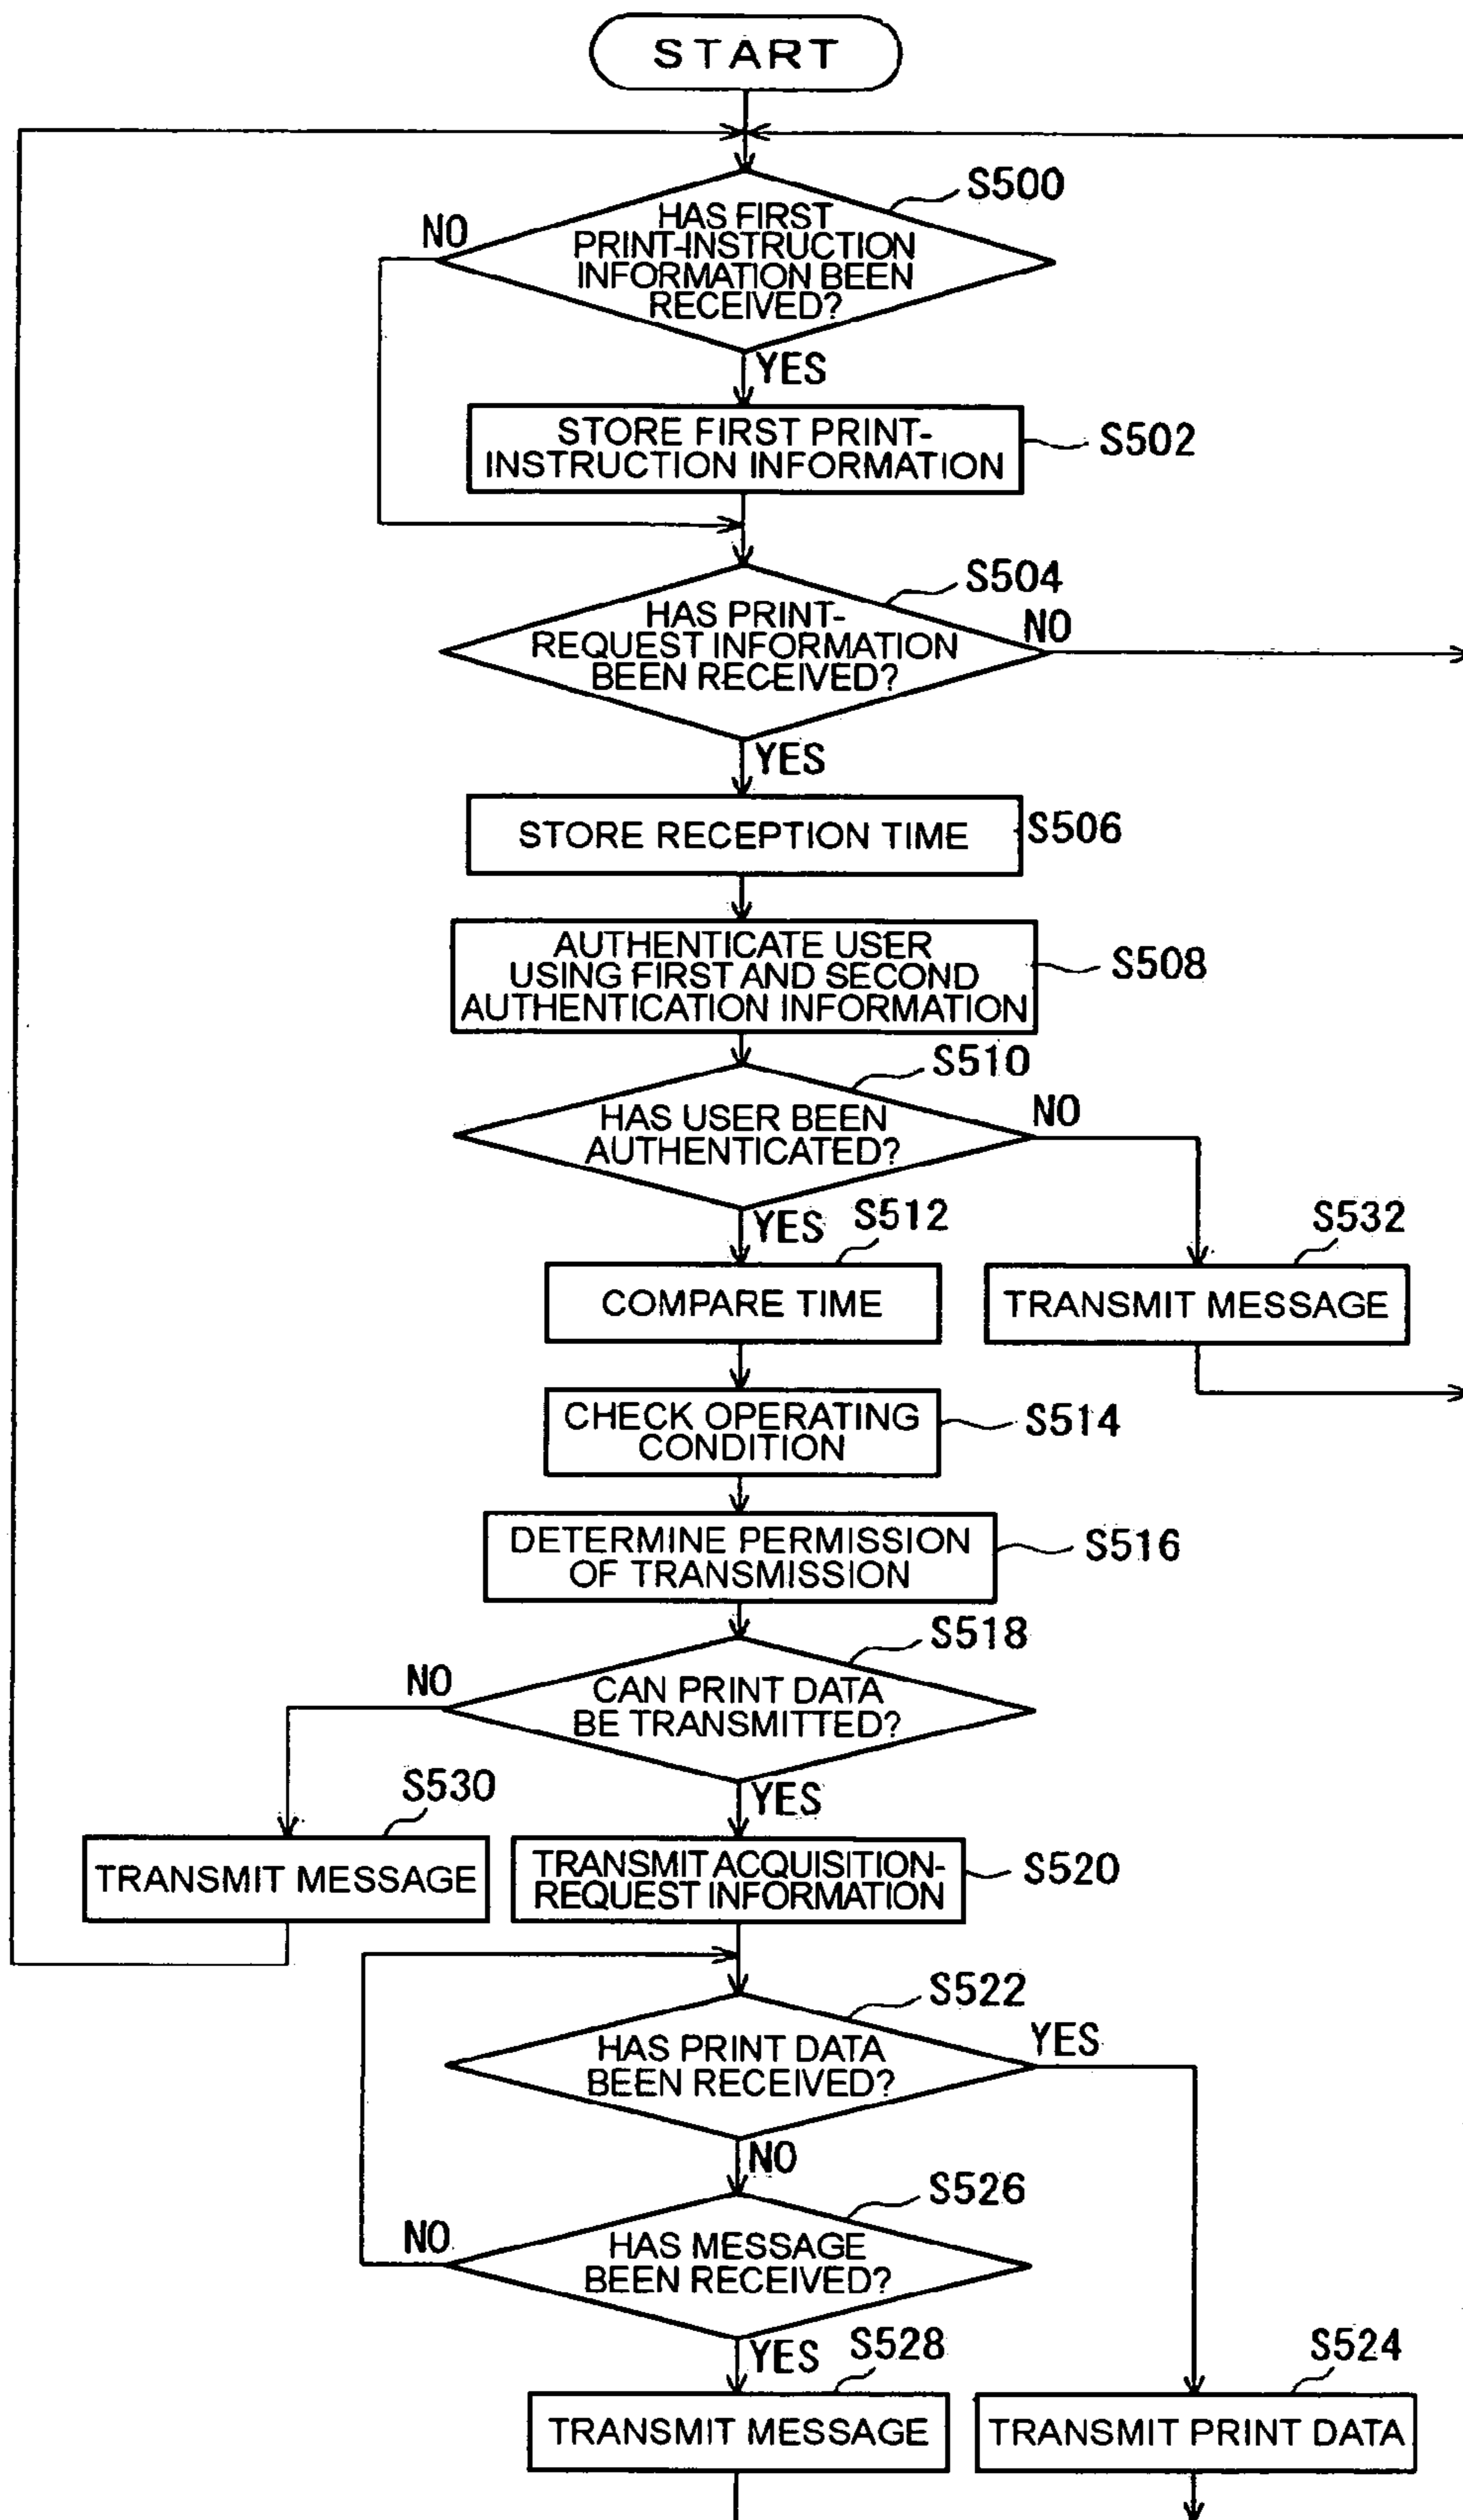 START
S500
NO
HAS FIRST
PRINT-INSTRUCTION
INFORMATION BEEN
RECEIVED?
YES
STORE FIRST PRINT-
INSTRUCTION INFORMATION
S502
S504
HAS PRINT-
REQUEST INFORMATION
BEEN RECEIVED?
NO
YES
STORE RECEPTION TIME
S506
AUTHENTICATE USER
USING FIRST AND SECOND
AUTHENTICATION INFORMATION
S508
S510
HAS USER BEEN
AUTHENTICATED?
NO
YES
S512
S532
COMPARE TIME
TRANSMIT MESSAGE
CHECK OPERATING
CONDITION
S514
DETERMINE PERMISSION
OF TRANSMISSION
S516
S518
NO
CAN PRINT DATA
BE TRANSMITTED?
YES
S530
TRANSMIT MESSAGE
TRANSMIT ACQUISITION-
REQUEST INFORMATION
S520
S522
HAS PRINT DATA
BEEN RECEIVED?
YES
NO
S526
NO
HAS MESSAGE
BEEN RECEIVED?
YES
S528
S524
TRANSMIT MESSAGE
TRANSMIT PRINT DATA